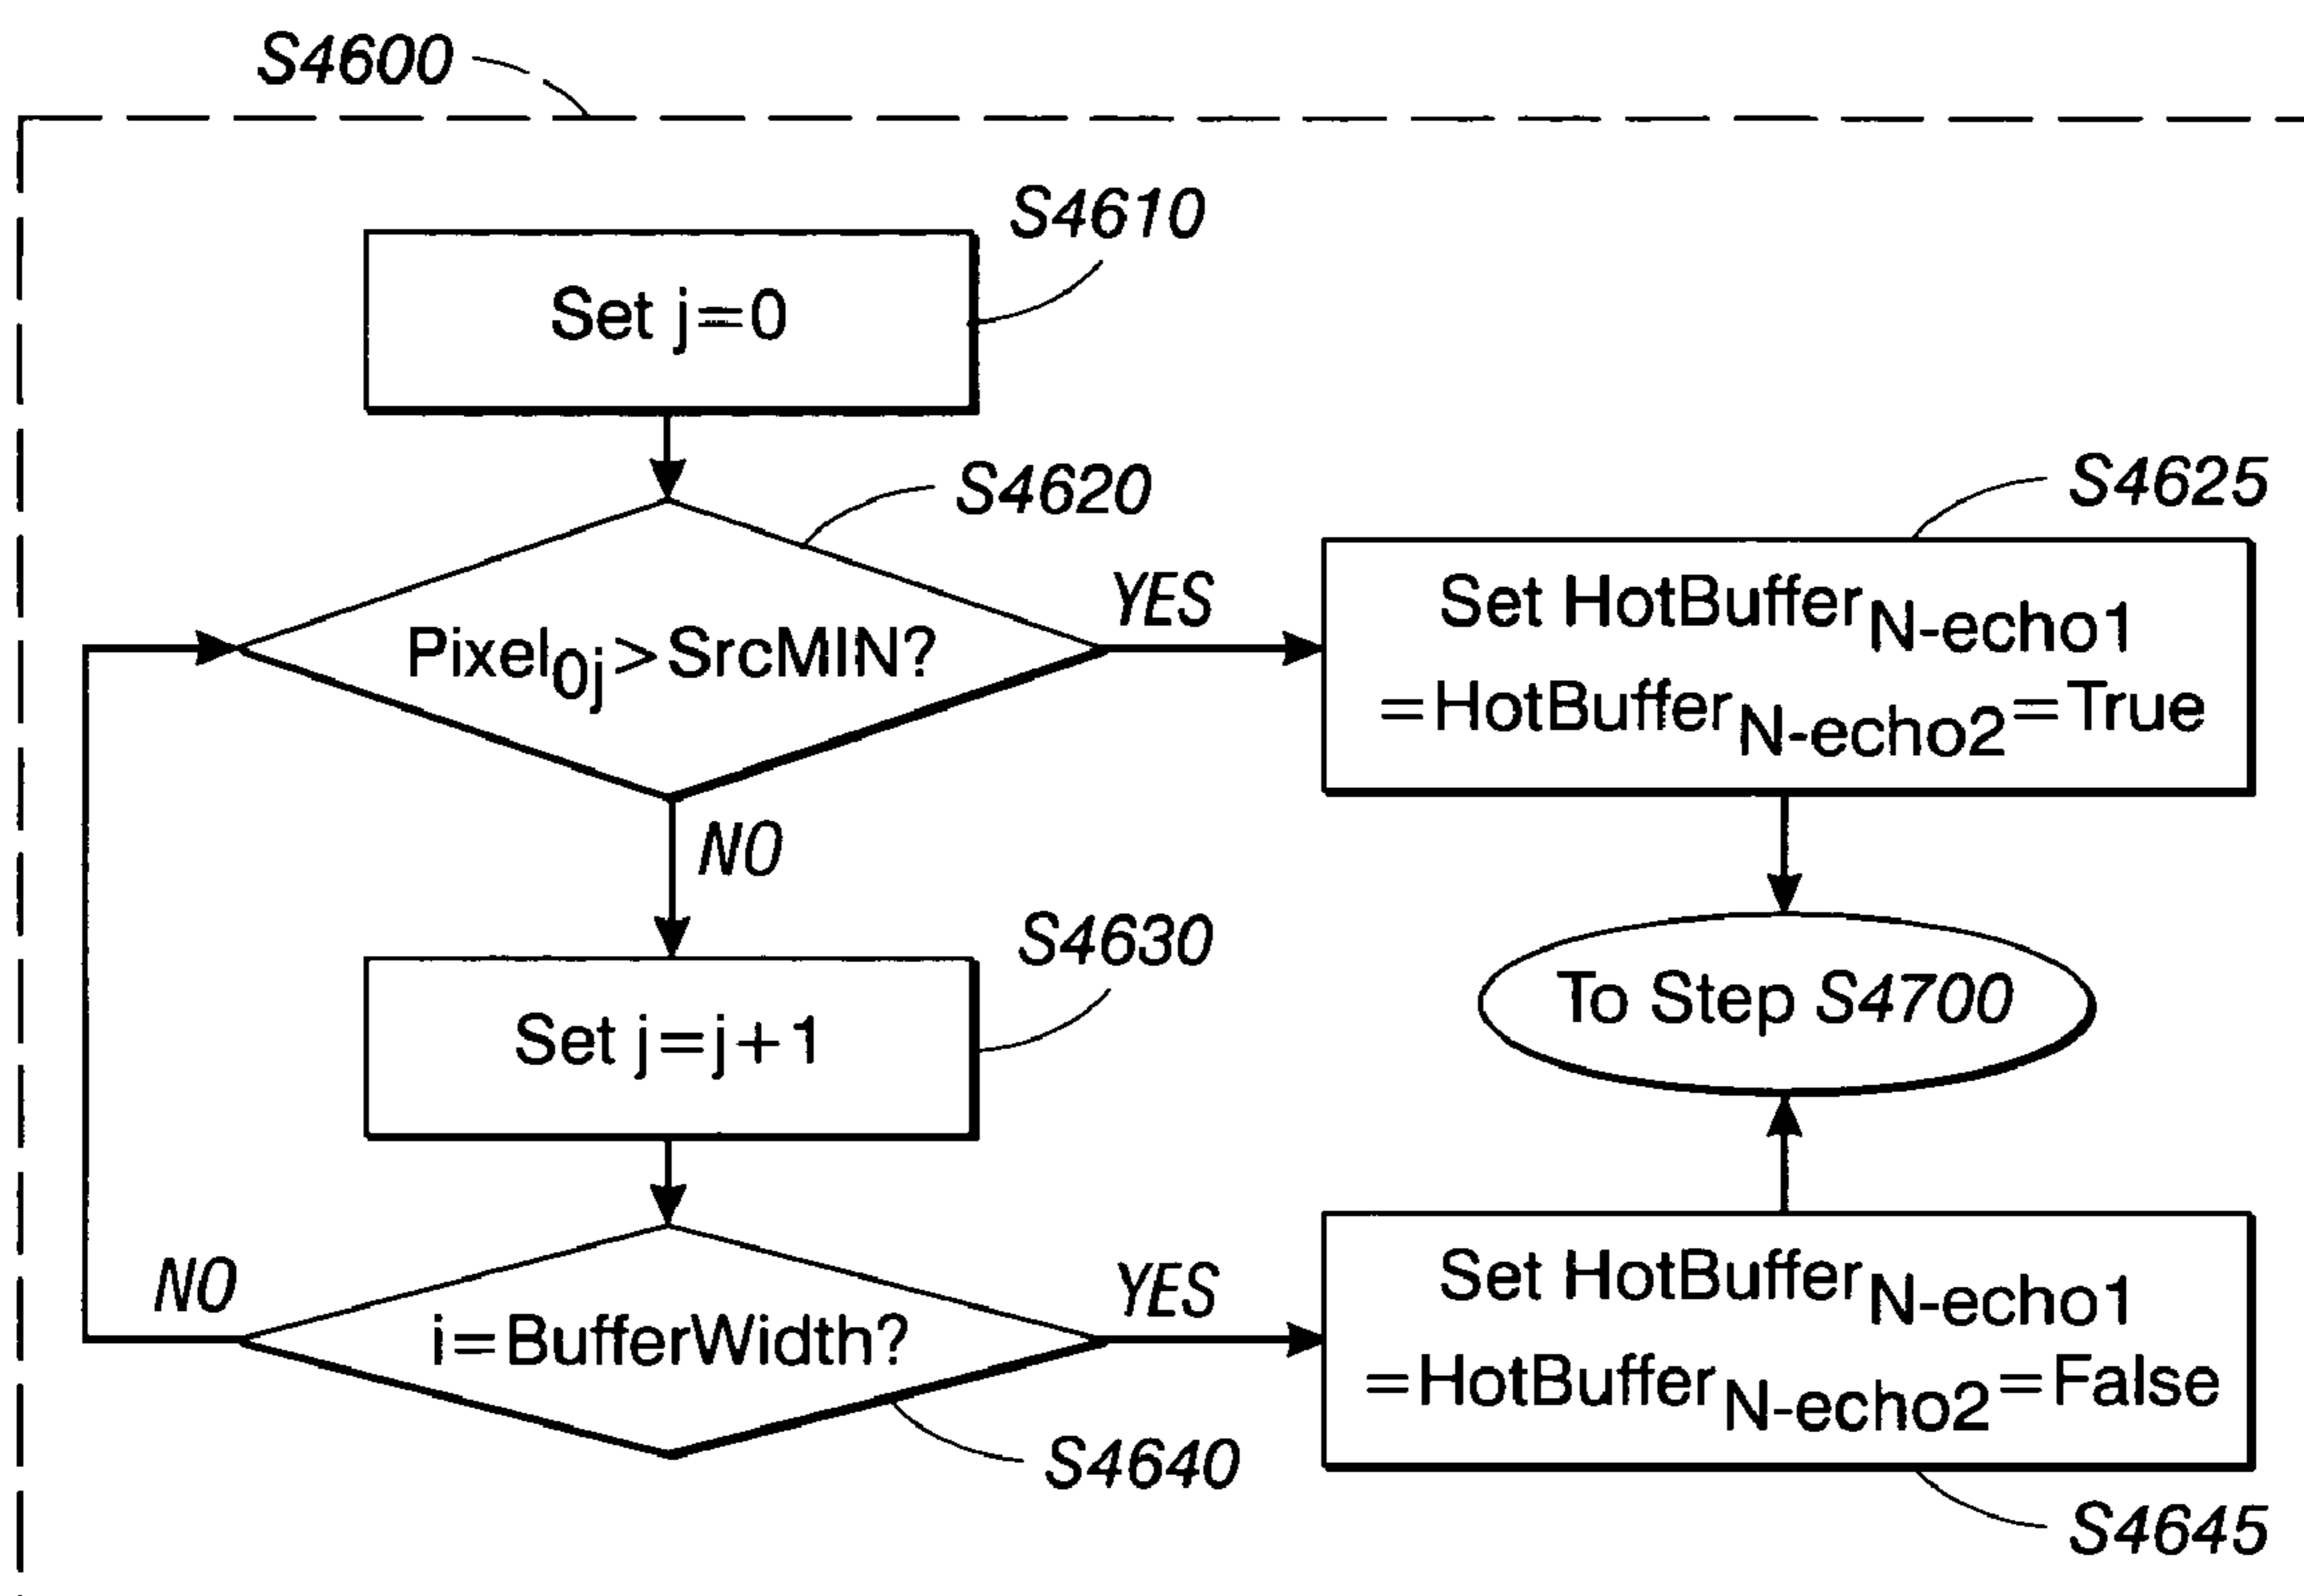 S4600
S4610
Set j=0
S4620
Pixel0j>SrcMIN?
YES
S4625
Set HotBufferN-echo1
=HotBufferN-echo2=True
NO
S4630
Set j=j+1
To Step S4700
NO
i=BufferWidth?
YES
Set HotBufferN-echo1
=HotBufferN-echo2=False
S4640
S4645